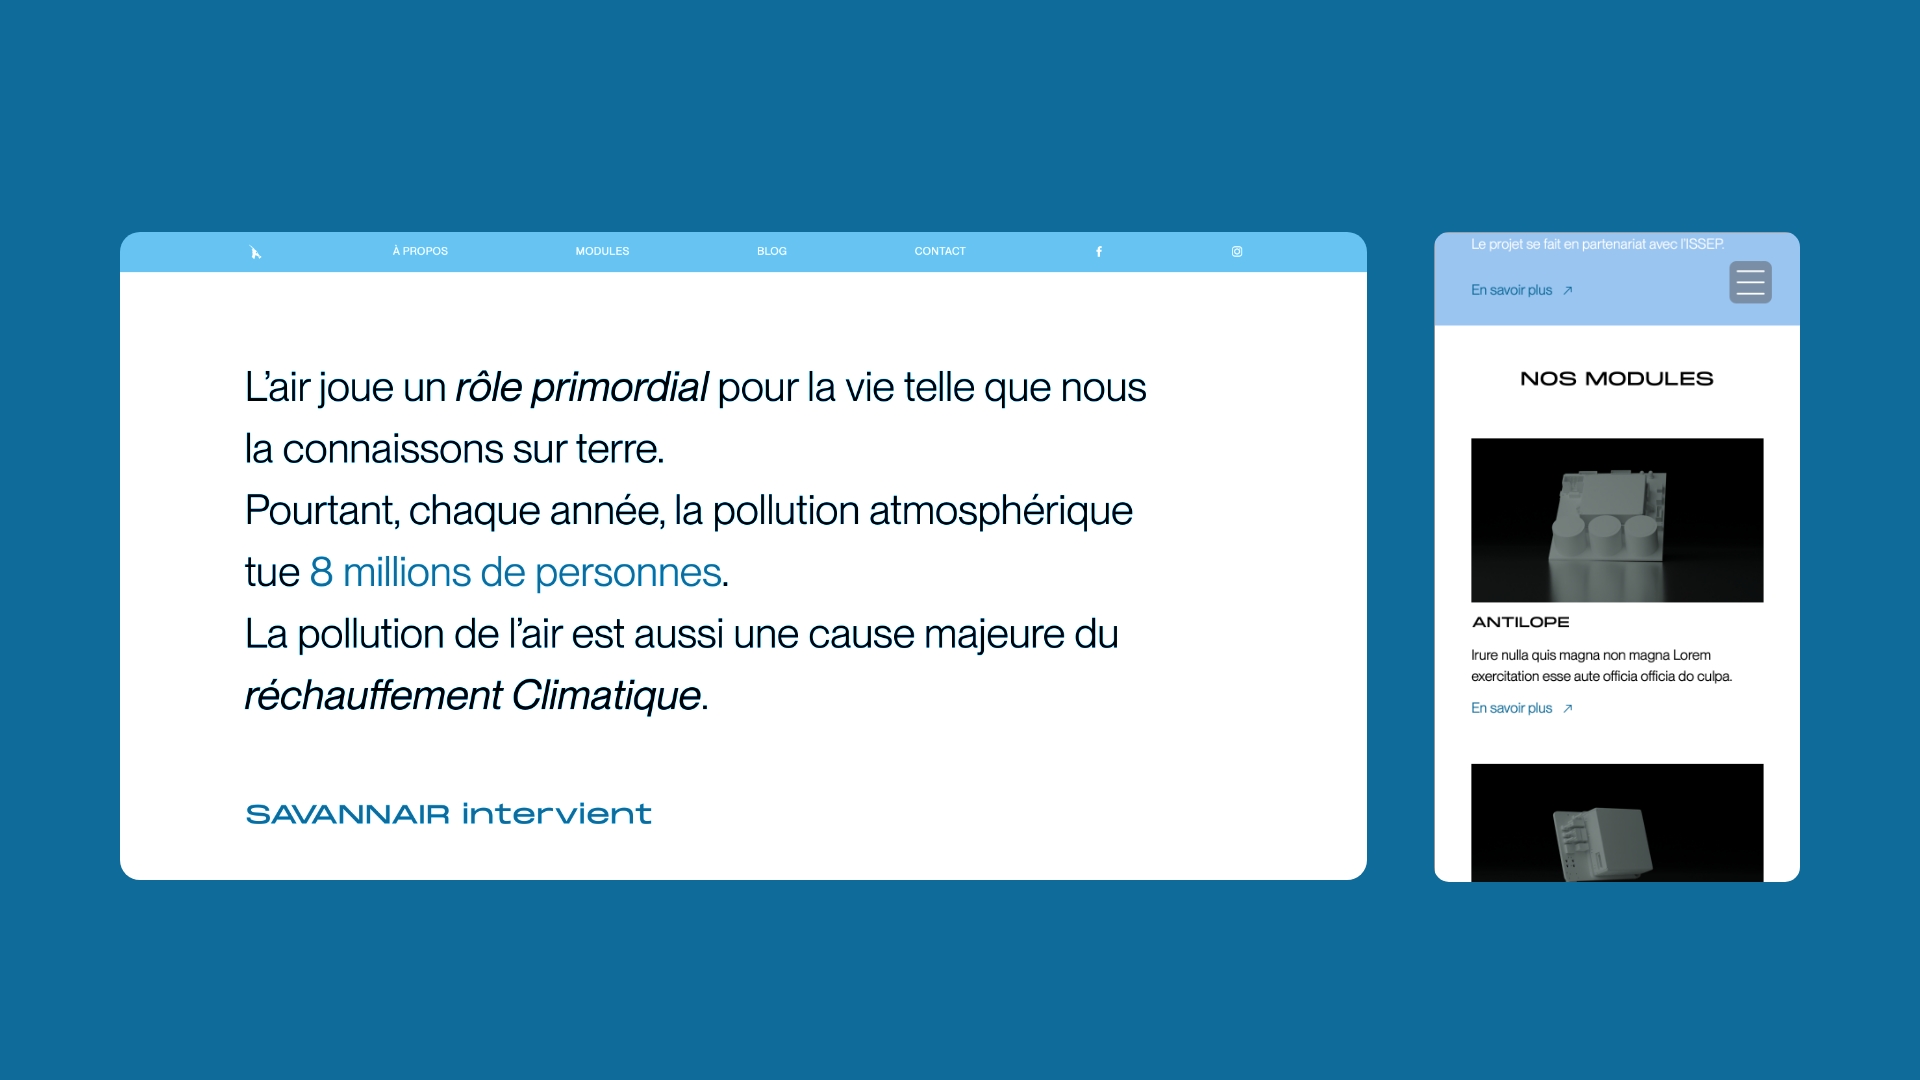 À PROPOS
MODULES
BLOG
CONTACT
L’air joue un rôle primordial pour la vie telle que nous
la connaissons sur terre.
Pourtant, chaque année, la pollution atmosphérique
tue 8 millions de personnes.
La pollution de l’air est aussi une cause majeure du
réchauffement Climatique.
SAVANNAIR intervient
Le projet se fait en partenariat avec l’ISSEP.
En savoir plus ↗
NOS MODULES
ANTILOPE
Irure nulla quis magna non magna Lorem
exercitation esse aute officia officia do culpa.
En savoir plus ↗